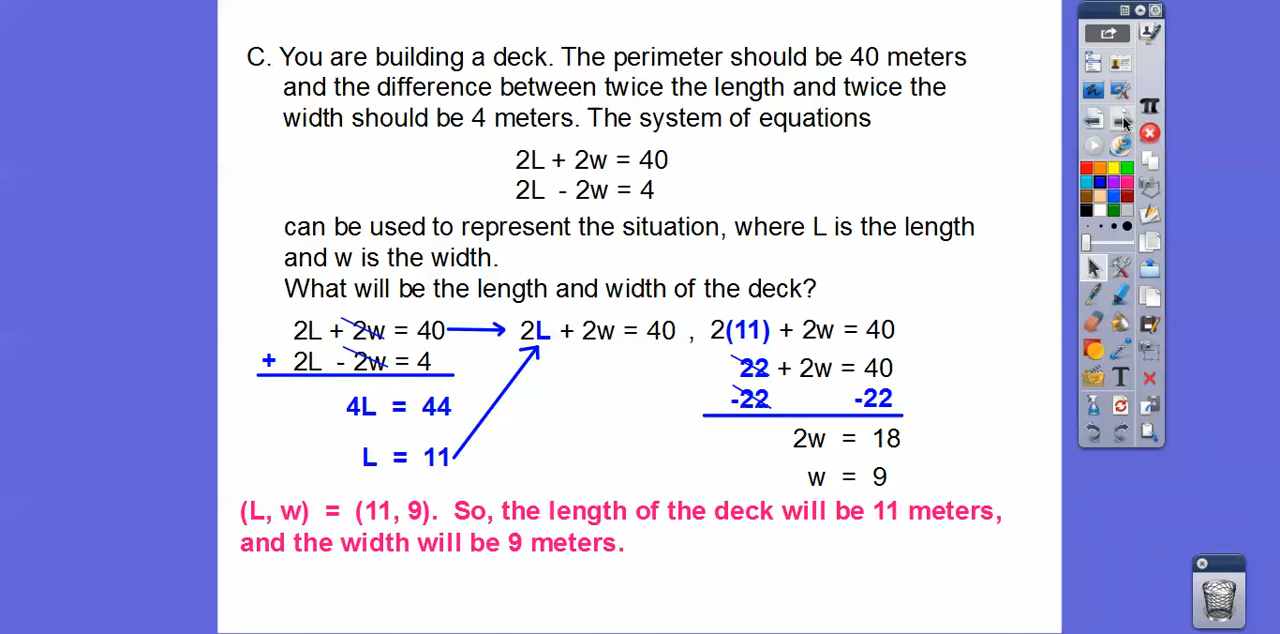 C. You are building a deck. The perimeter should be 40 meters
and the difference between twice the length and twice the
width should be 4 meters. The system of equations
2L + 2w = 40
2L - 2w = 4
can be used to represent the situation, where L is the length
and w is the width.
What will be the length and width of the deck?
2L + 2w = 40 2L + 2w = 40 , 2(11) + 2w = 40
+ 2L - 2w = 4 22 + 2w = 40
-22 -22
4L = 44
2w = 18
L = 11
w = 9
(L, w) = (11, 9). So, the length of the deck will be 11 meters,
and the width will be 9 meters.
π
T